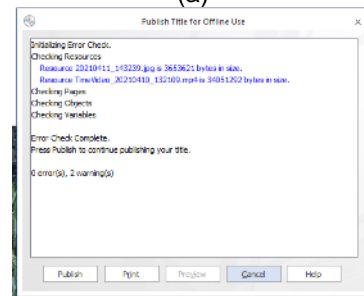 (a)
Publish Title for Offline Use
Initializing Error Check.
Checking Resources
Resource 20210411_143239.jpg is 3653621 bytes in size.
Resource TimeVideo_20210410_132109.mp4 is 34051292 bytes in size.
Checking Pages
Checking Objects
Checking Variables
Error Check Complete.
Press Publish to continue publishing your title.
0 error(s), 2 warning(s)
Publish Print Preview Cancel Help